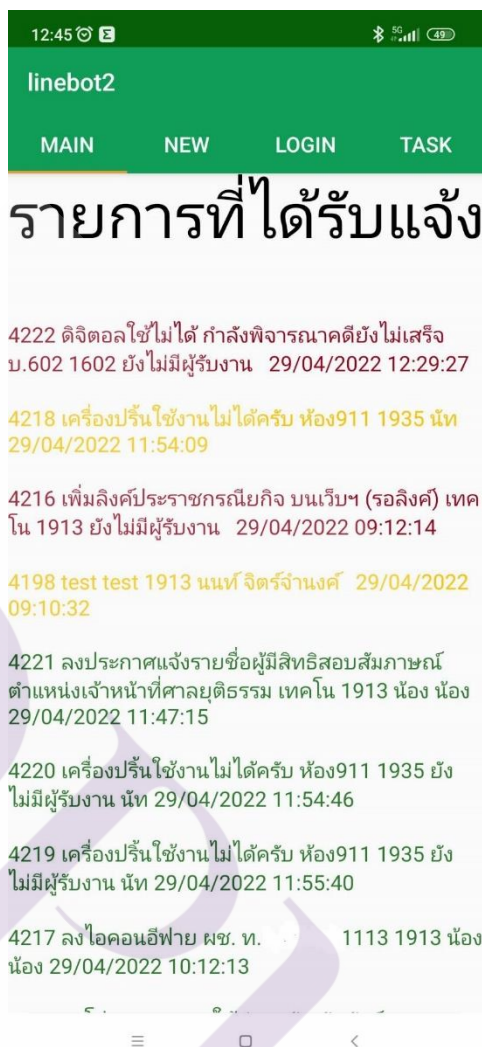 12:45
5G
49
linebot2
MAIN NEW LOGIN TASK
รายการที่ได้รับแจ้ง
4222 ดิจิตอลใช้ไม่ได้ กำลังพิจารณาคดียังไม่เสร็จ
บ.602 1602 ยังไม่มีผู้รับงาน 29/04/2022 12:29:27
4218 เครื่องปริ้นใช้งานไม่ได้ครับ ห้อง911 1935 นัท
29/04/2022 11:54:09
4216 เพิ่มลิงค์ประราชกรณียกิจ บนเว็บฯ (รอลิงค์) เทค
โน 1913 ยังไม่มีผู้รับงาน 29/04/2022 09:12:14
4198 test test 1913 นนท์ จิตร์จำนงค์ 29/04/2022
09:10:32
4221 ลงประกาศแจ้งรายชื่อผู้มีสิทธิสอบสัมภาษณ์
ตำแหน่งเจ้าหน้าที่ศาลยุติธรรม เทคโน 1913 น้อง น้อง
29/04/2022 11:47:15
4220 เครื่องปริ้นใช้งานไม่ได้ครับ ห้อง911 1935 ยัง
ไม่มีผู้รับงาน นัท 29/04/2022 11:54:46
4219 เครื่องปริ้นใช้งานไม่ได้ครับ ห้อง911 1935 ยัง
ไม่มีผู้รับงาน นัท 29/04/2022 11:55:40
4217 ลงไอคอนอีฟาย ผช. ท. 1113 1913 น้อง
น้อง 29/04/2022 10:12:13